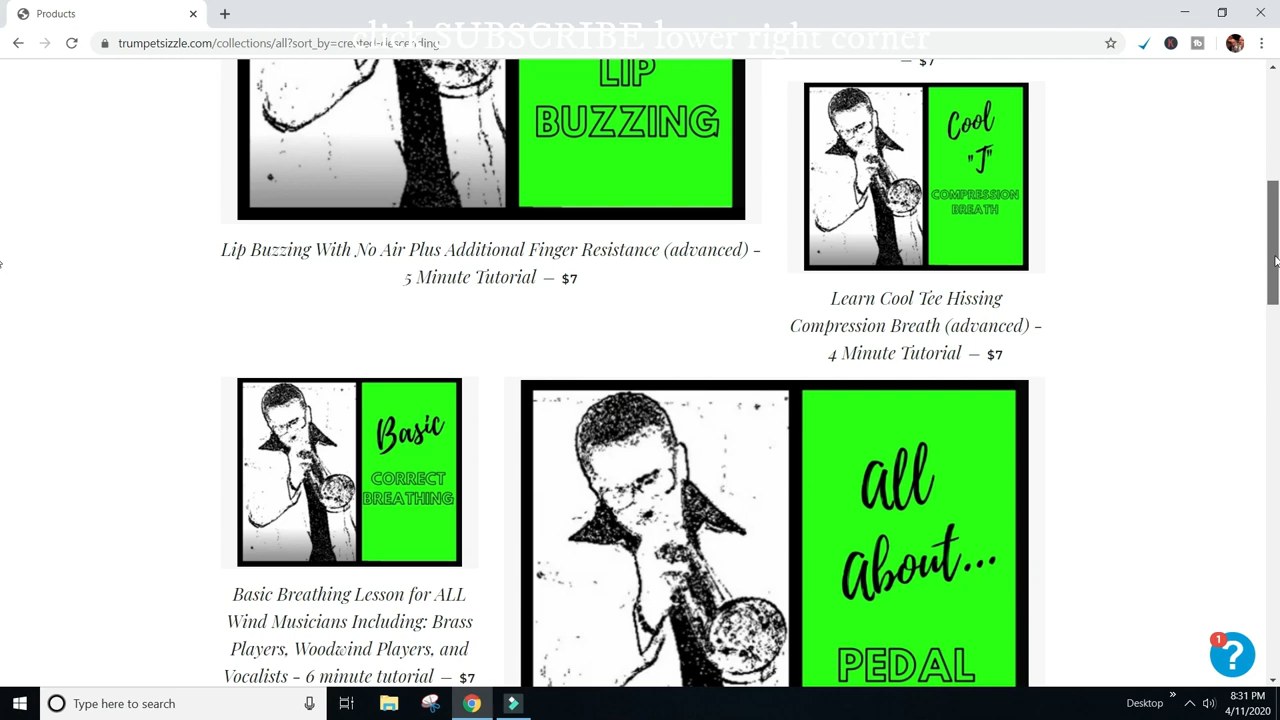 Products
click SUBSCRIBE lower right corner
trumpetsizzle.com/collections/all?sort_by=created-descending
— $7
LIP
BUZZING
Cool
"J"
COMPRESSION
BREATH
Lip Buzzing With No Air Plus Additional Finger Resistance (advanced) -
5 Minute Tutorial — $7
Learn Cool Tee Hissing
Compression Breath (advanced) -
4 Minute Tutorial — $7
Basic
CORRECT
BREATHING
All
About...
PEDAL
Basic Breathing Lesson for ALL
Wind Musicians Including: Brass
Players, Woodwind Players, and
Vocalists - 6 minute tutorial — $7
1
?
Type here to search
Desktop
8:31 PM
4/11/2020